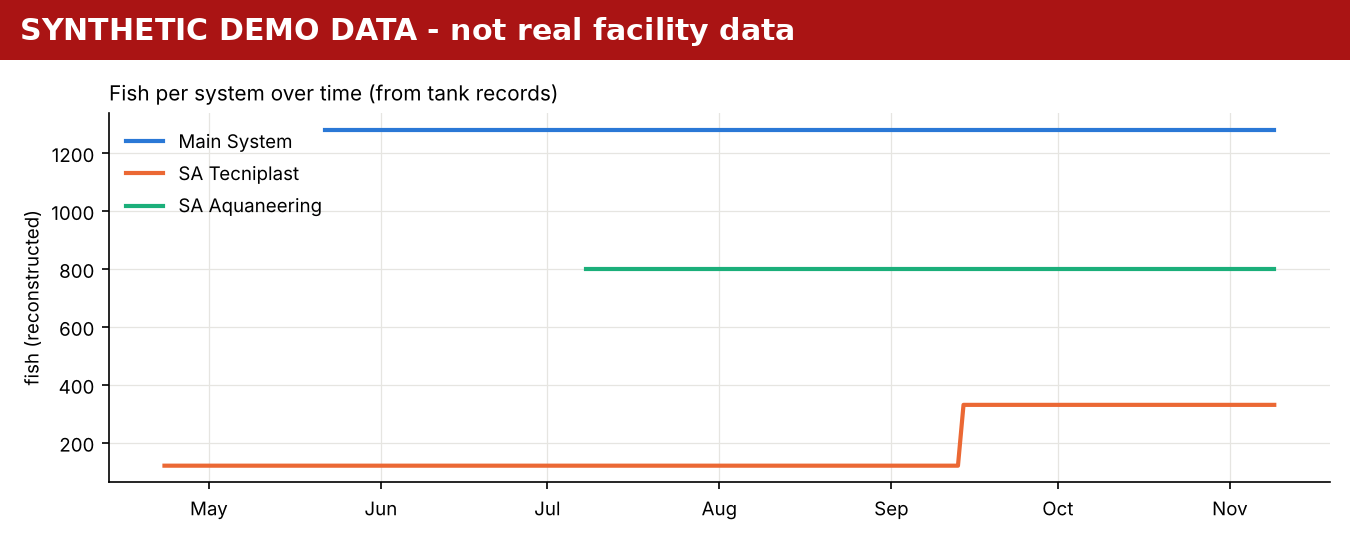 SYNTHETIC DEMO DATA - not real facility data
Fish per system over time (from tank records)
Main System
SA Tecniplast
SA Aquaneering
fish (reconstructed)
1200
1000
800
600
400
200
May Jun Jul Aug Sep Oct Nov